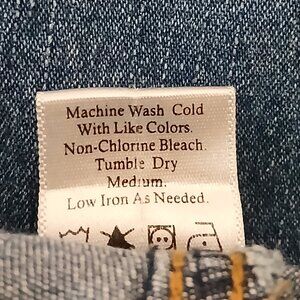 Machine Wash Cold
With Like Colors.
Non-Chlorine Bleach.
Tumble Dry
Medium.
Low Iron As Needed.